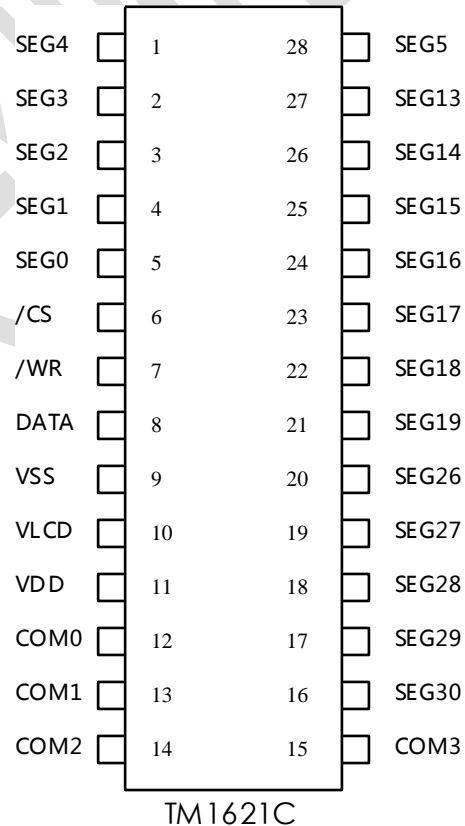 SEG4 1 28 SEG5
SEG3 2 27 SEG13
SEG2 3 26 SEG14
SEG1 4 25 SEG15
SEG0 5 24 SEG16
/CS 6 23 SEG17
/WR 7 22 SEG18
DATA 8 21 SEG19
VSS 9 20 SEG26
VLCD 10 19 SEG27
VDD 11 18 SEG28
COM0 12 17 SEG29
COM1 13 16 SEG30
COM2 14 15 COM3
TM1621C